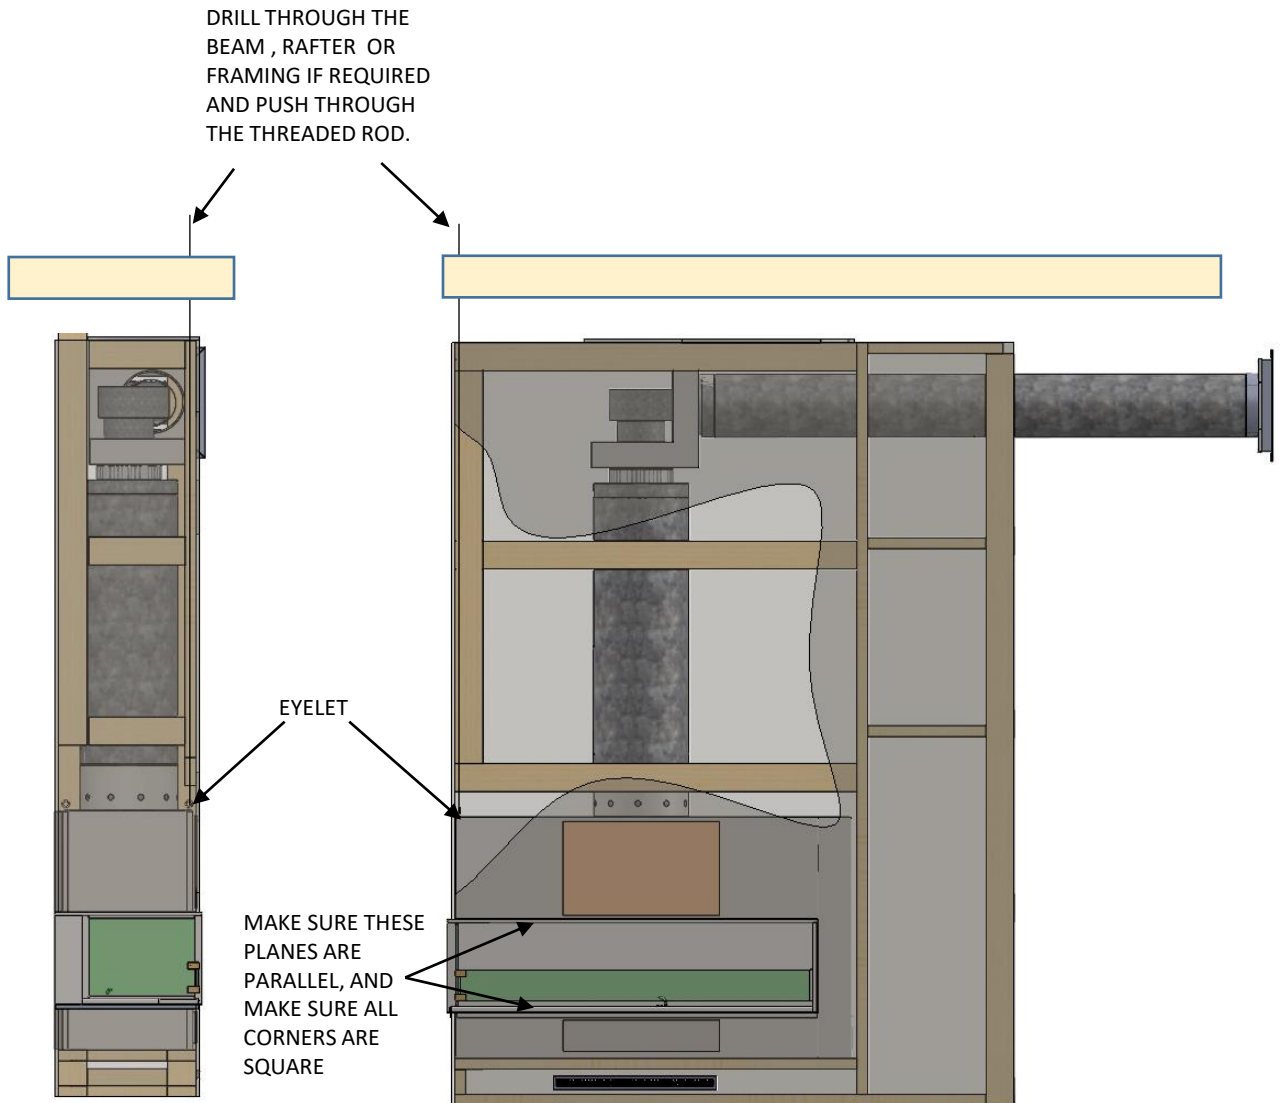 DRILL THROUGH THE
BEAM , RAFTER OR
FRAMING IF REQUIRED
AND PUSH THROUGH
THE THREADED ROD.
EYELET
MAKE SURE THESE
PLANES ARE
PARALLEL, AND
MAKE SURE ALL
CORNERS ARE
SQUARE